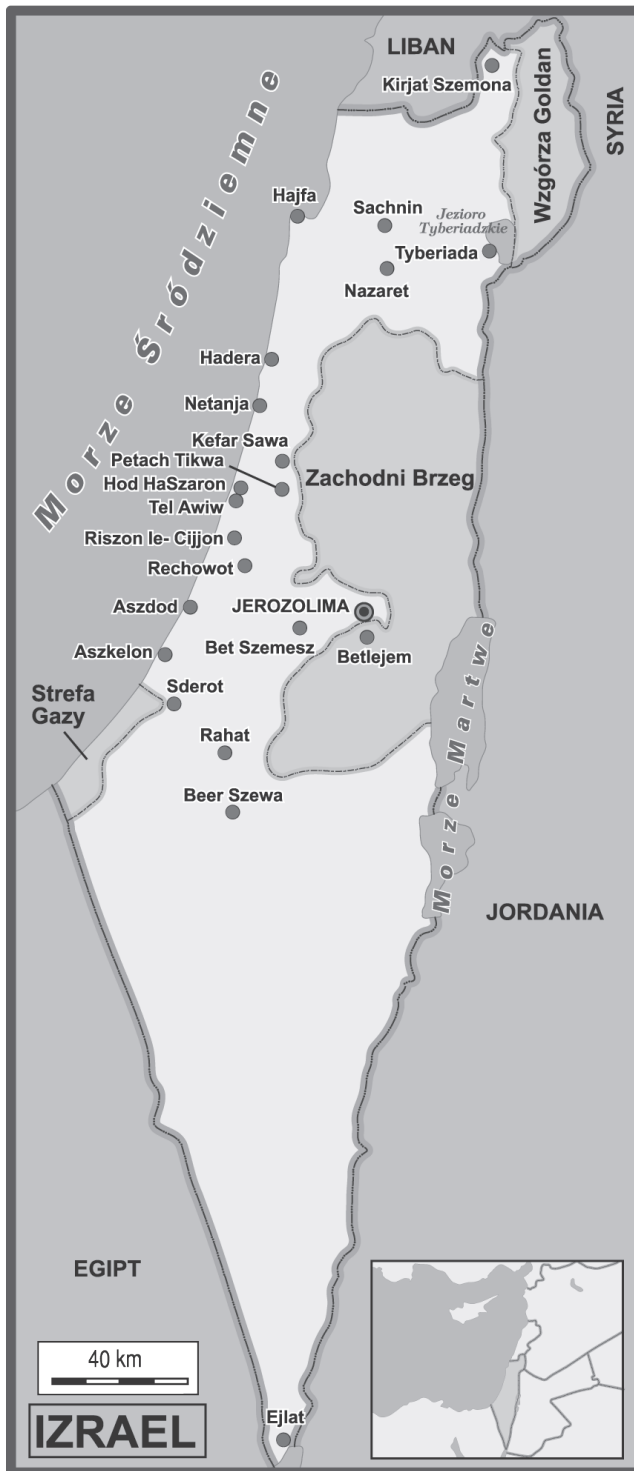 LIBAN
Kirjat Szemona
Wzgórza Goldan
SYRIA
Morze Śródziemne
Hajfa
Sachnin
Jezioro
Tyberiadzkie
Tyberiada
Nazaret
Hadera
Netanja
Kefar Sawa
Petach Tikwa
Hod HaSzaron
Tel Awiw
Zachodni Brzeg
Riszon le- Cijjon
Rechowot
Aszdod
JEROZOLIMA
Bet Szemesz
Betlejem
Aszkelon
Sderot
Strefa
Gazy
Rahat
Beer Szewa
Morze Martwe
JORDANIA
EGIPT
40 km
IZRAEL
Ejlat